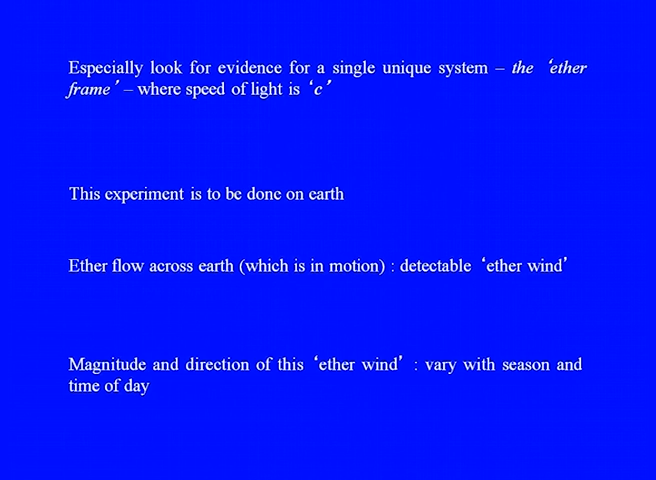 Especially look for evidence for a single unique system – the ‘ether
frame’ – where speed of light is ‘c’
This experiment is to be done on earth
Ether flow across earth (which is in motion) : detectable ‘ether wind’
Magnitude and direction of this ‘ether wind’ : vary with season and
time of day